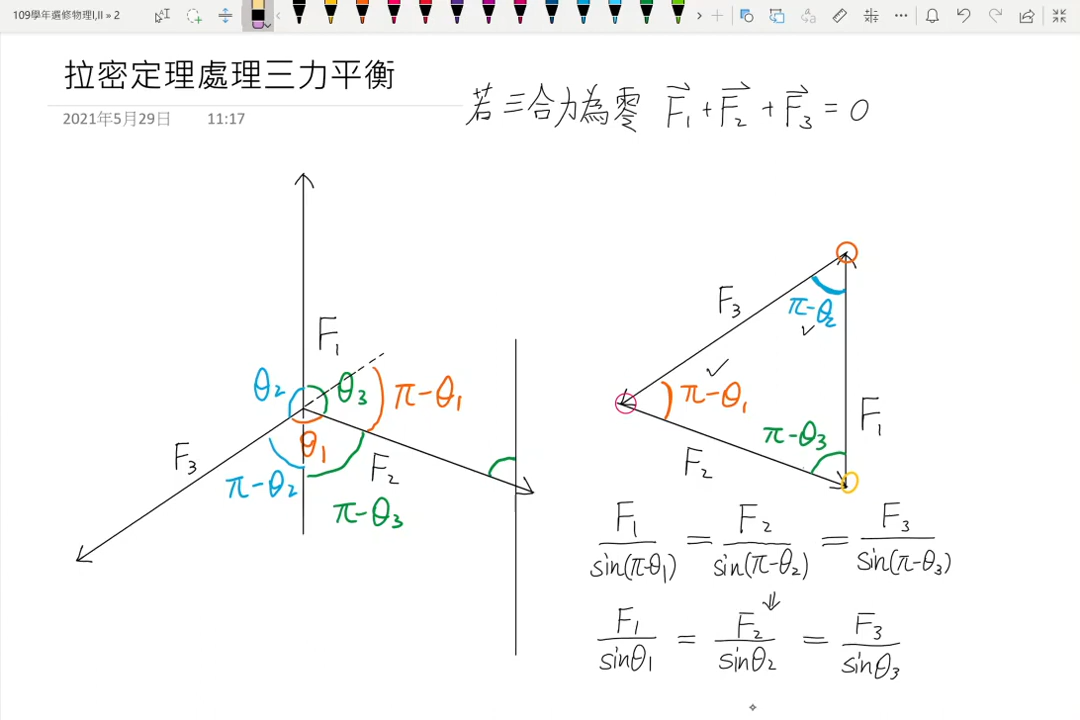 109學年選修物理I,II » 2
拉密定理處理三力平衡
2021年5月29日 11:17
若三合力為零 F₁ + F₂ + F₃ = 0
F₁
θ₂
θ₃
π-θ₁
θ₁
F₃
F₂
π-θ₂
π-θ₃
F₃
π-θ₂
π-θ₁
F₁
π-θ₃
F₂
F₁/sin(π-θ₁) = F₂/sin(π-θ₂) = F₃/sin(π-θ₃)
F₁/sinθ₁ = F₂/sinθ₂ = F₃/sinθ₃